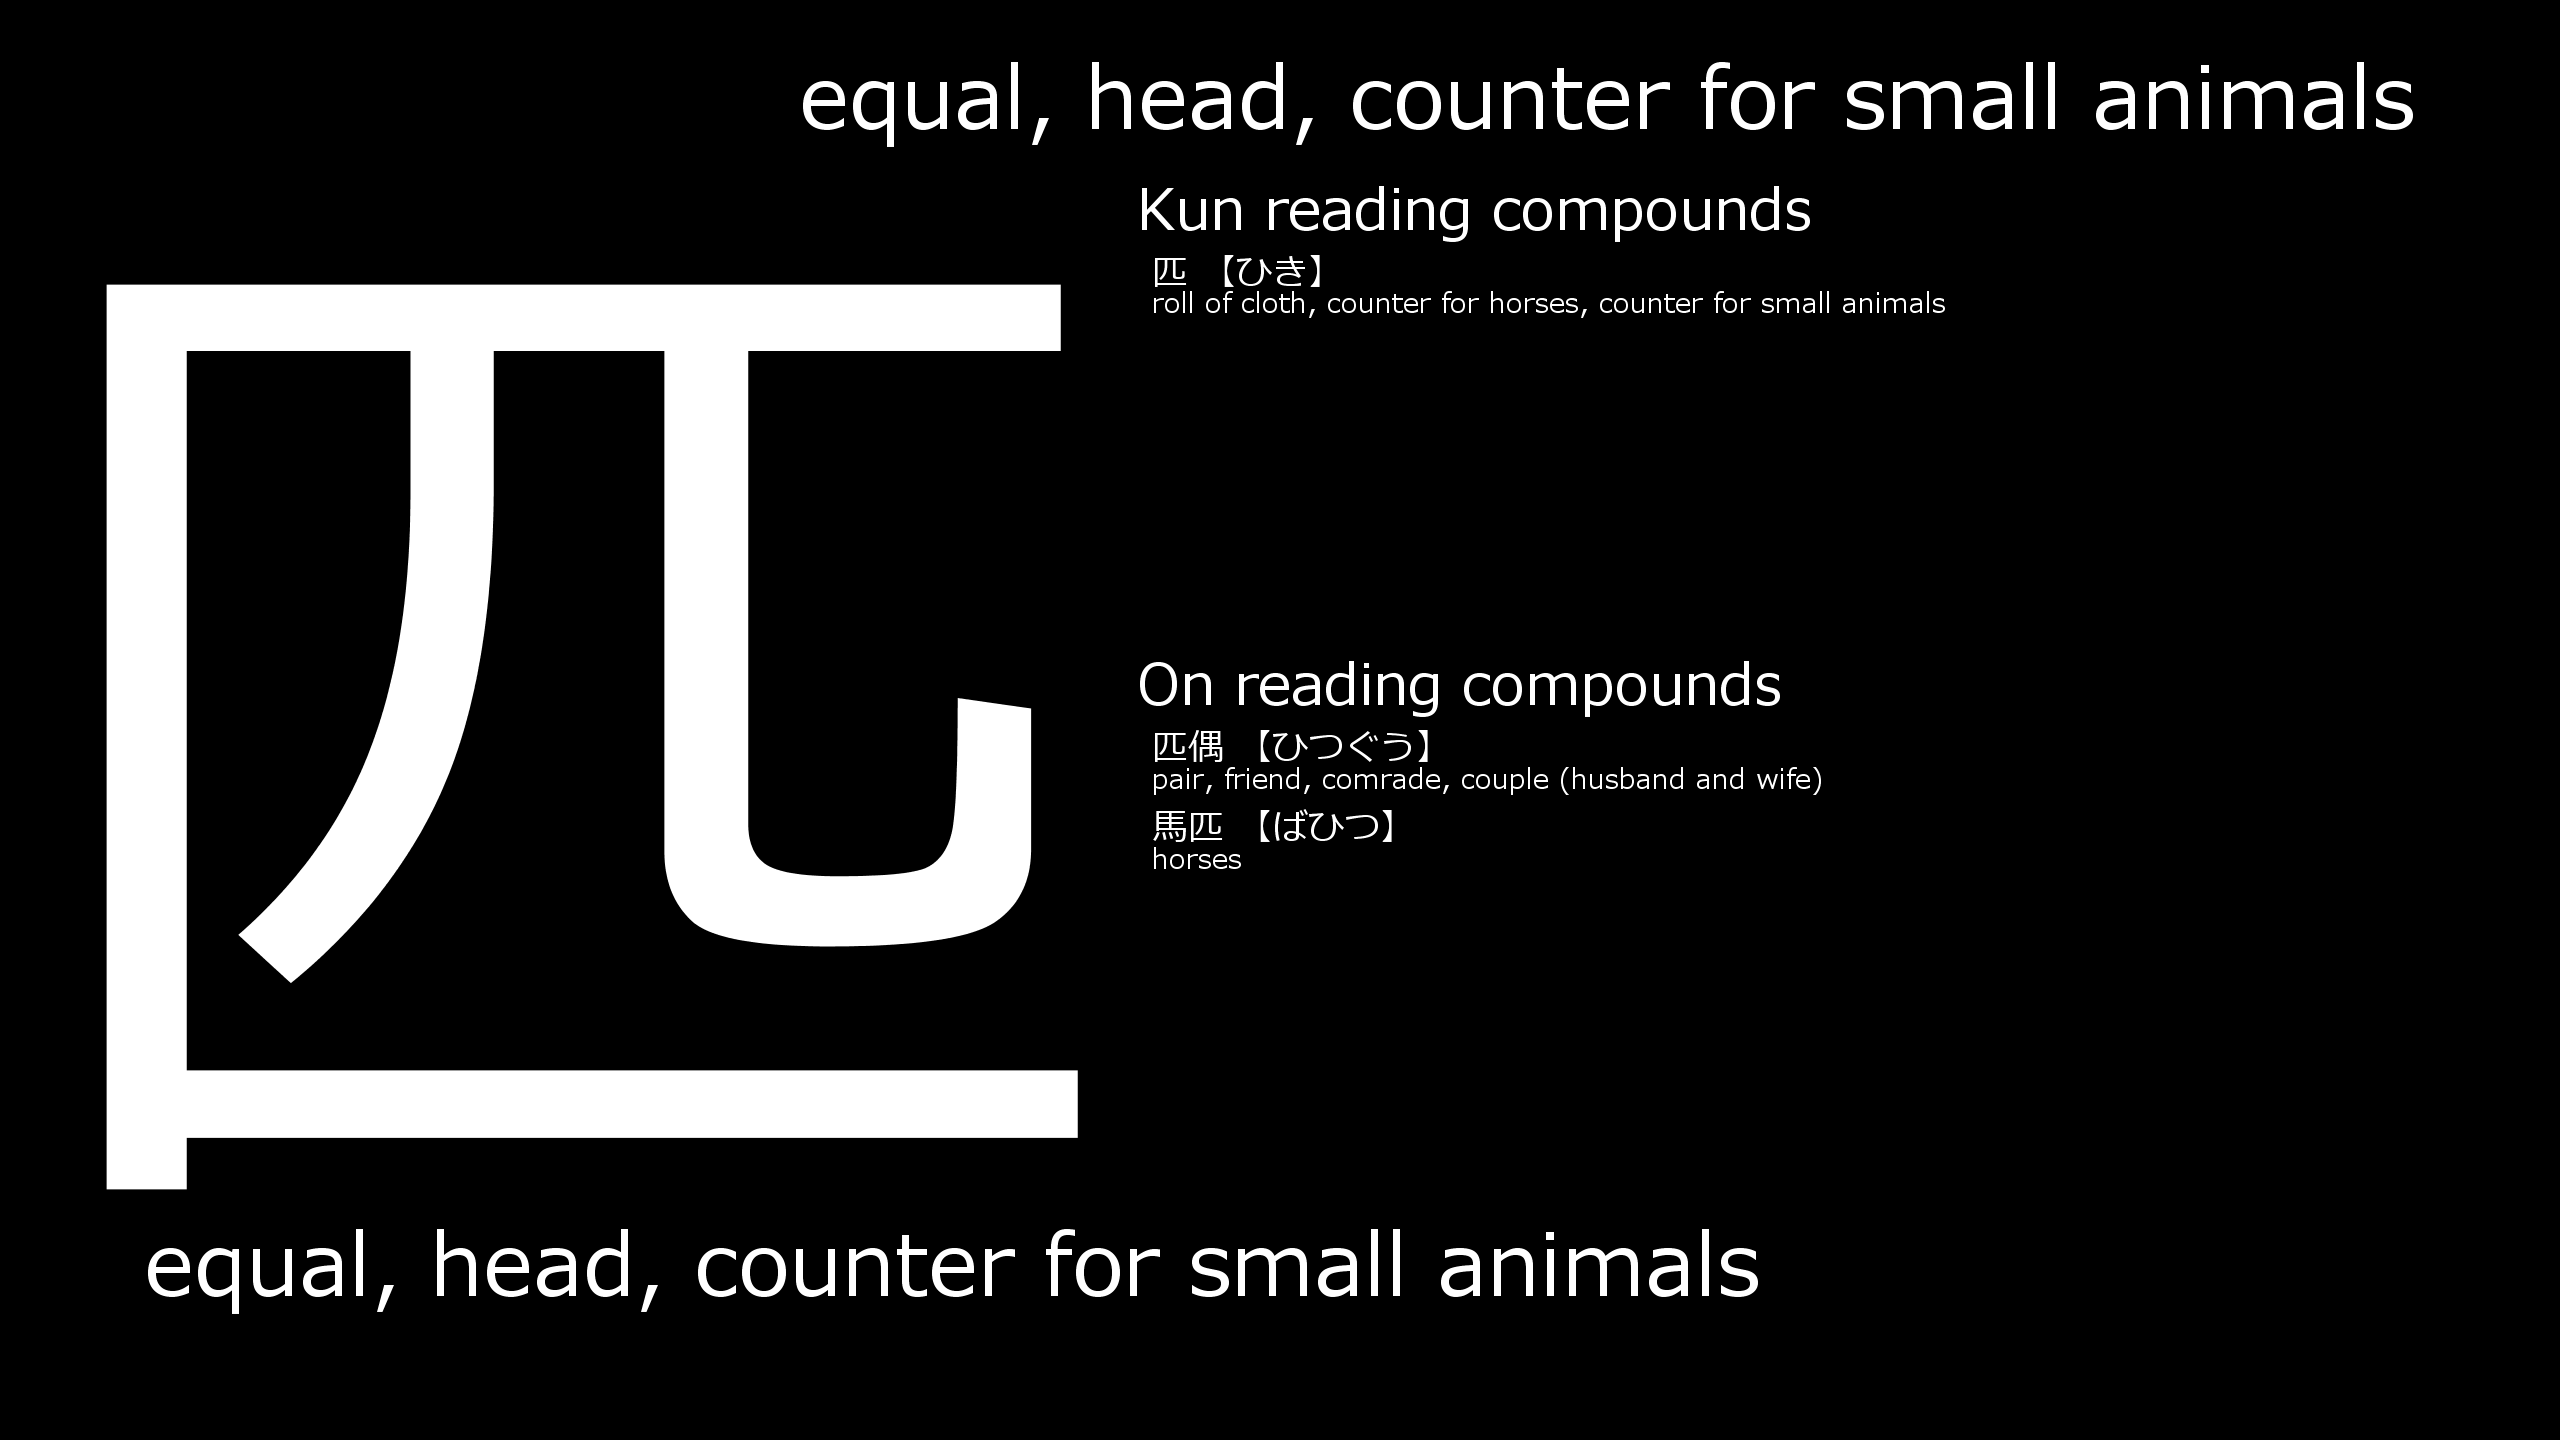 equal, head, counter for small animals
匹
Kun reading compounds
匹 【ひき】
roll of cloth, counter for horses, counter for small animals
On reading compounds
匹偶 【ひつぐう】
pair, friend, comrade, couple (husband and wife)
馬匹 【ばひつ】
horses
equal, head, counter for small animals